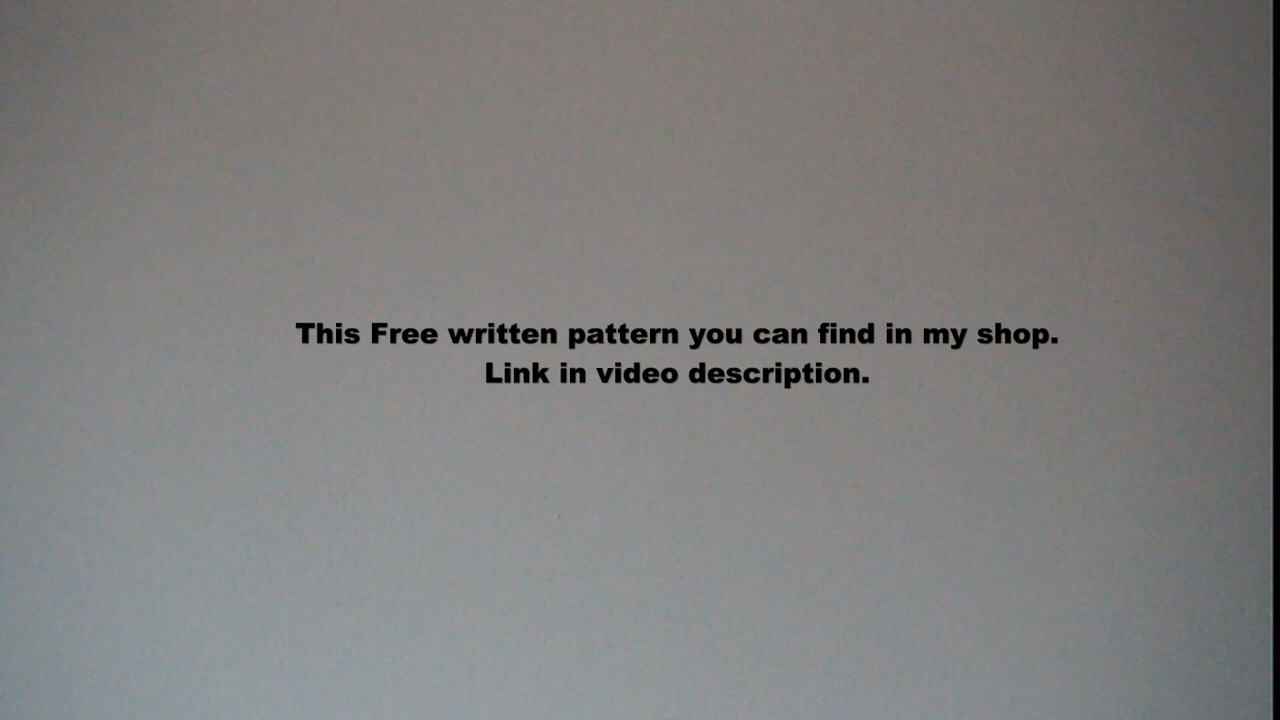 This Free written pattern you can find in my shop.
Link in video description.